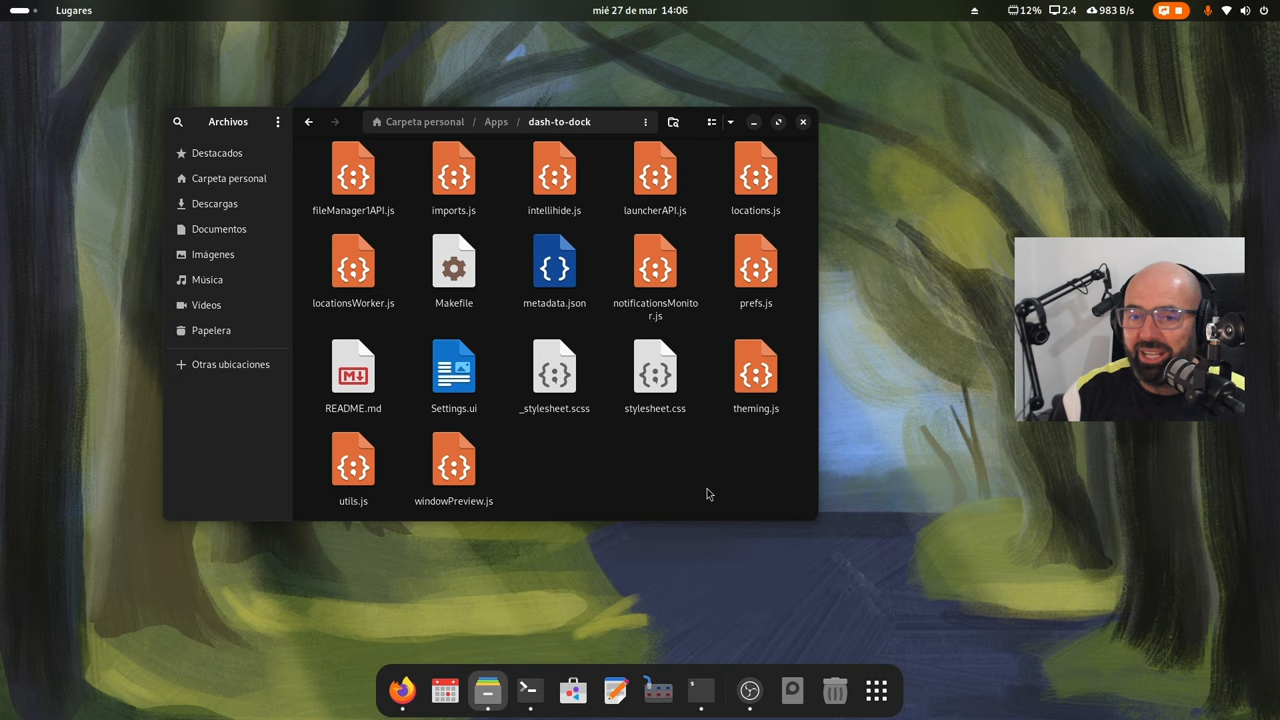 Lugares
mié 27 de mar 14:06
12% 2.4 983 B/s
Archivos
Carpeta personal / Apps / dash-to-dock
Destacados
Carpeta personal
Descargas
Documentos
Imágenes
Música
Vídeos
Papelera
Otras ubicaciones
fileManager1API.js imports.js intellihide.js launcherAPI.js locations.js
locationsWorker.js Makefile metadata.json notificationsMonito prefs.js
r.js
README.md Settings.ui _stylesheet.scss stylesheet.css theming.js
utils.js windowPreview.js